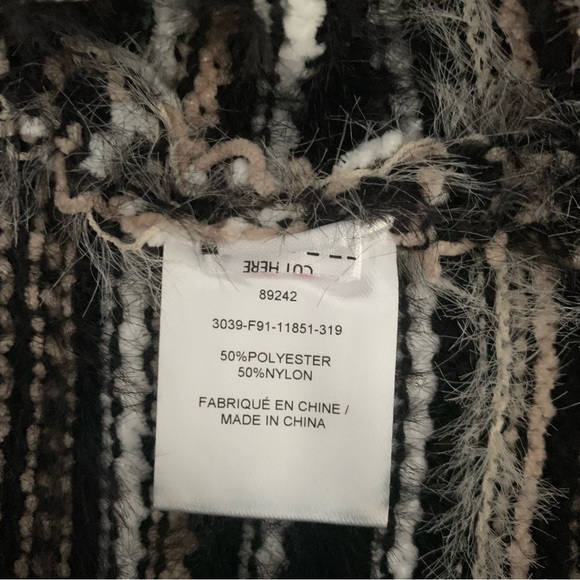 CUT HERE
89242
3039-F91-11851-319
50%POLYESTER
50%NYLON
FABRIQUÉ EN CHINE /
MADE IN CHINA